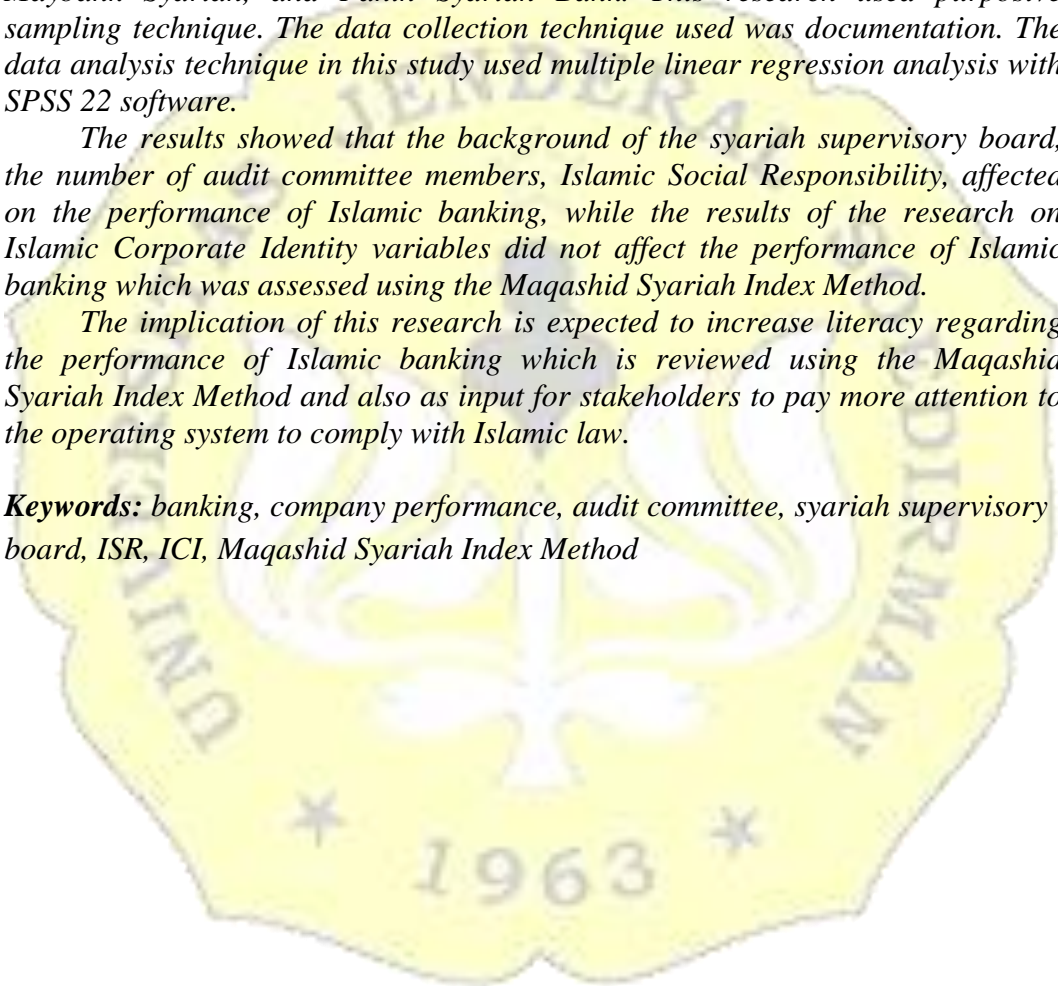 sampling technique. The data collection technique used was documentation. The
data analysis technique in this study used multiple linear regression analysis with
SPSS 22 software.
The results showed that the background of the syariah supervisory board,
the number of audit committee members, Islamic Social Responsibility, affected
on the performance of Islamic banking, while the results of the research on
Islamic Corporate Identity variables did not affect the performance of Islamic
banking which was assessed using the Maqashid Syariah Index Method.
The implication of this research is expected to increase literacy regarding
the performance of Islamic banking which is reviewed using the Maqashid
Syariah Index Method and also as input for stakeholders to pay more attention to
the operating system to comply with Islamic law.
Keywords: banking, company performance, audit committee, syariah supervisory
board, ISR, ICI, Maqashid Syariah Index Method
UNIVERSITAS JENDERAL SOEDIRMAN
1963